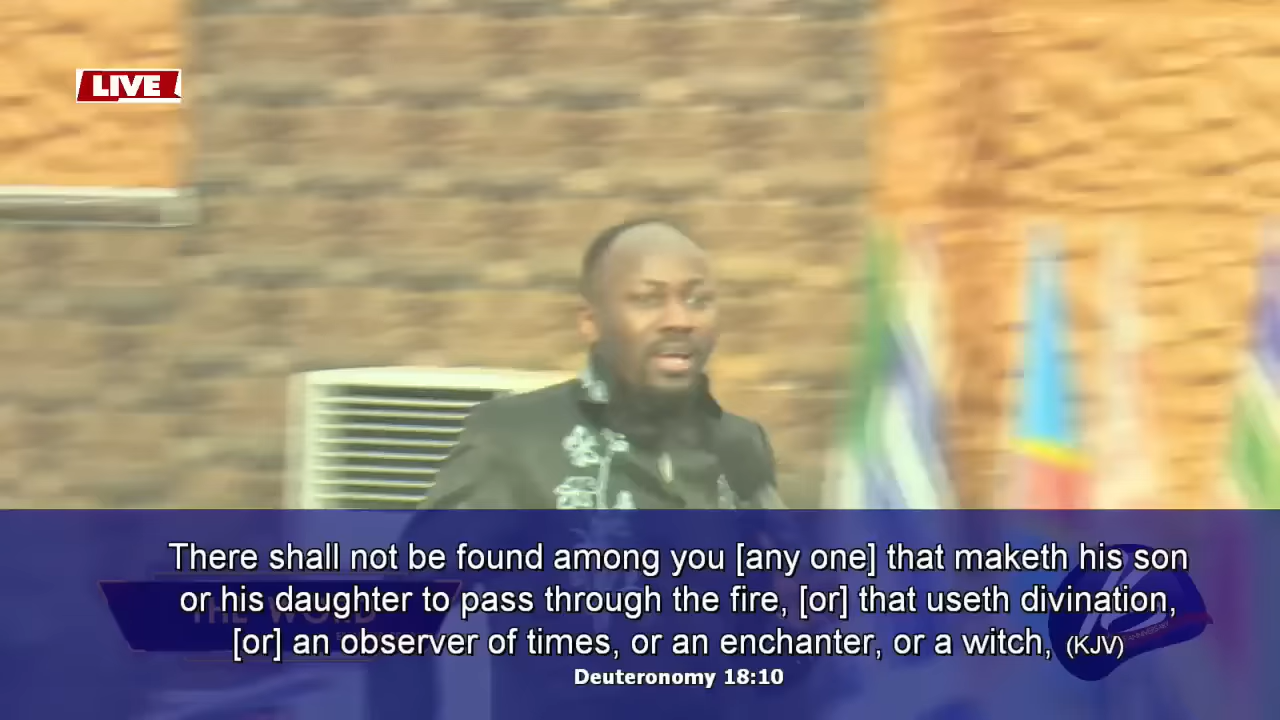 LIVE
There shall not be found among you [any one] that maketh his son
or his daughter to pass through the fire, [or] that useth divination,
[or] an observer of times, or an enchanter, or a witch, (KJV)
THE WORD
Deuteronomy 18:10